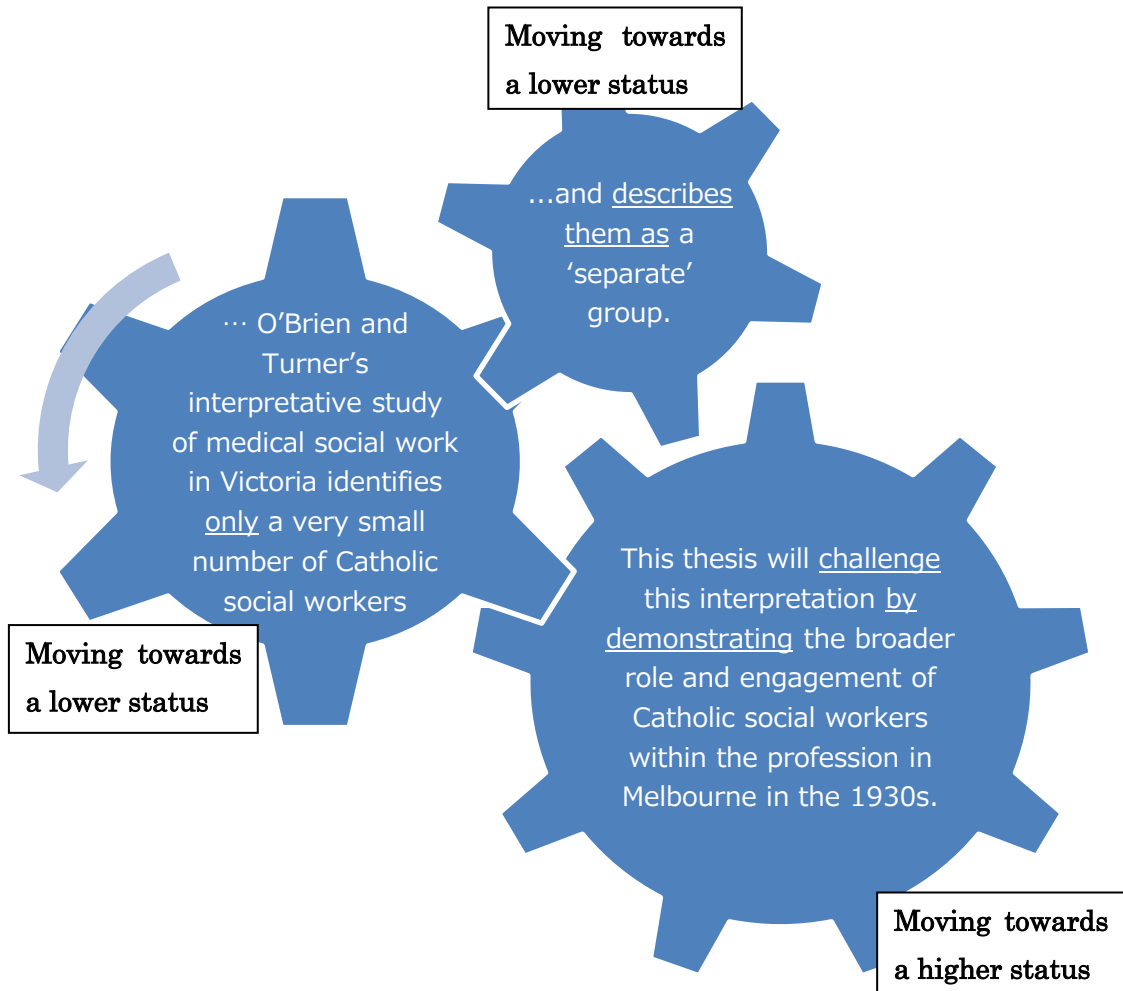 Moving towards
a lower status
...and describes
them as a
‘separate’
group.
… O’Brien and
Turner’s
interpretative study
of medical social work
in Victoria identifies
only a very small
number of Catholic
social workers
Moving towards
a lower status
This thesis will challenge
this interpretation by
demonstrating the broader
role and engagement of
Catholic social workers
within the profession in
Melbourne in the 1930s.
Moving towards
a higher status